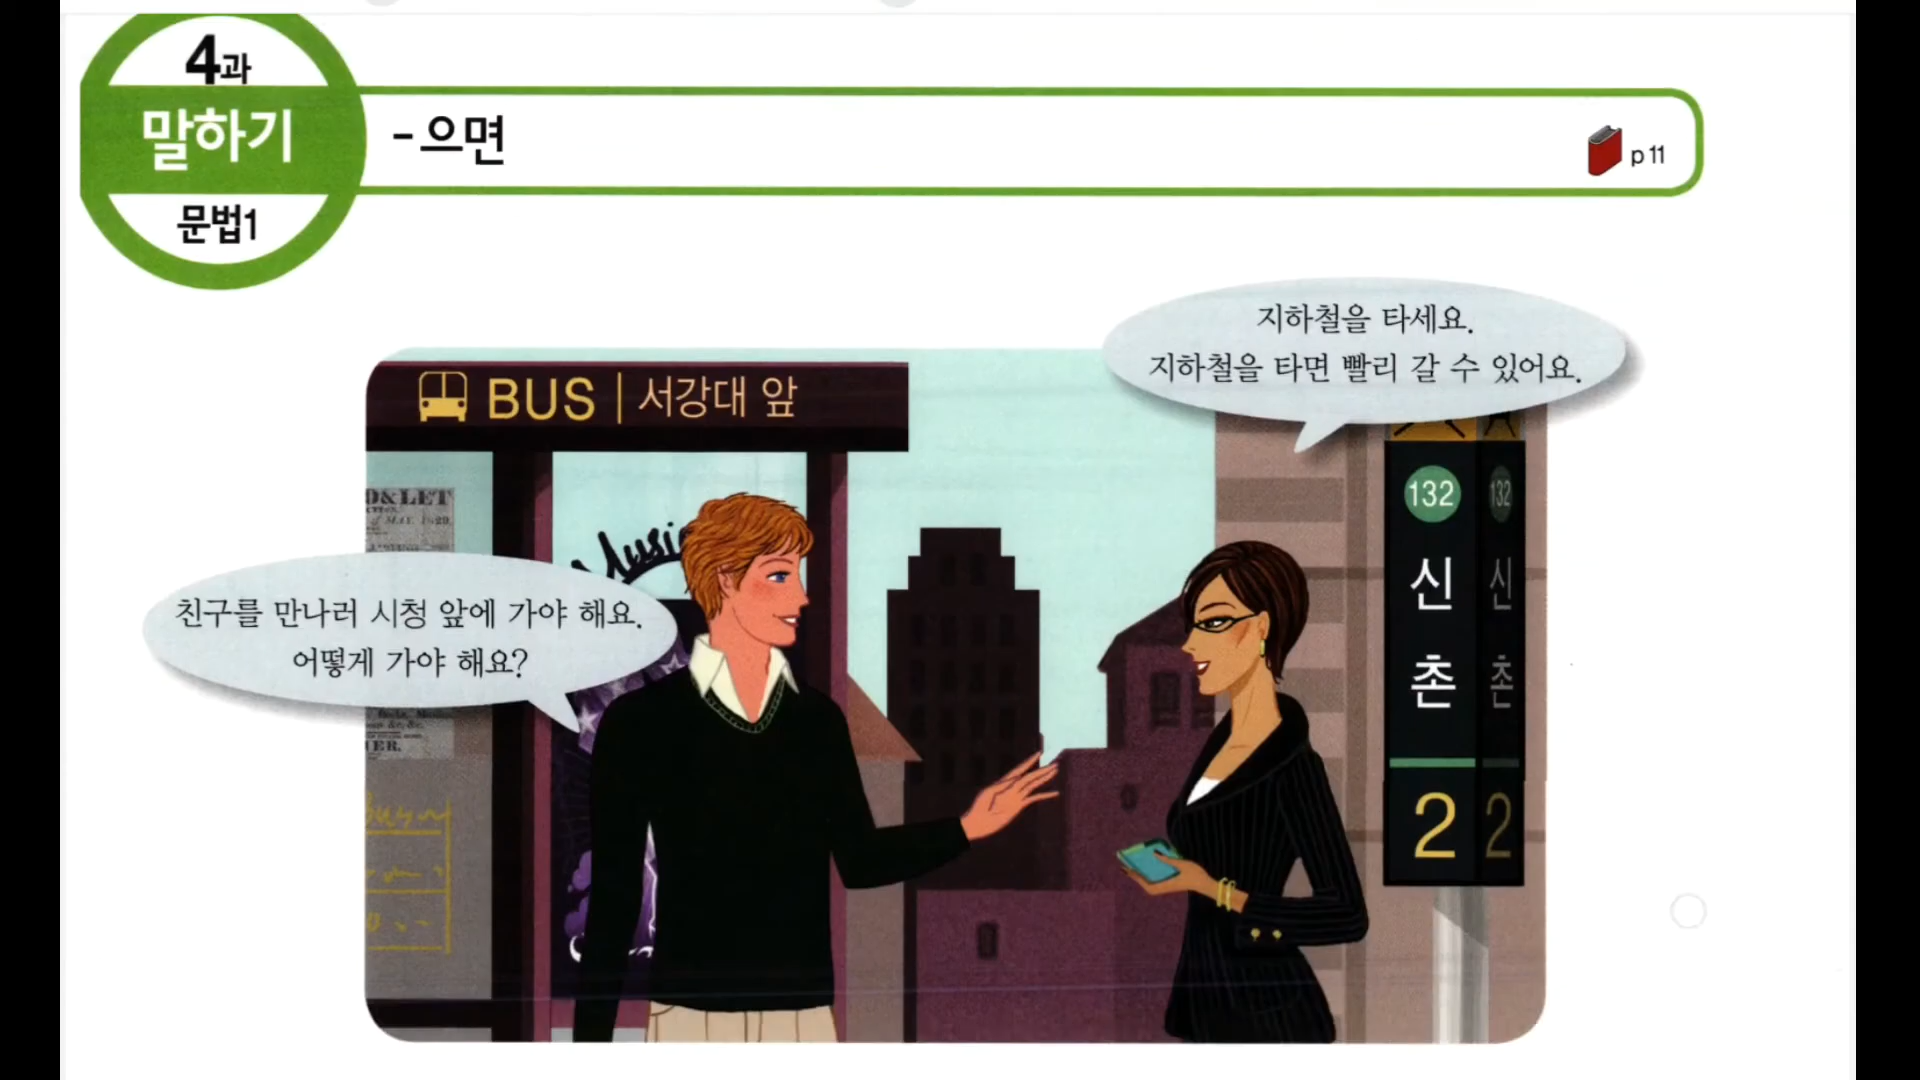 4과
말하기
문법1
-으면
p 11
지하철을 타세요.
지하철을 타면 빨리 갈 수 있어요.
BUS | 서강대 앞
친구를 만나러 시청 앞에 가야 해요.
어떻게 가야 해요?
Music
D&LET
IER.
132
신
촌
2
132
신
촌
2